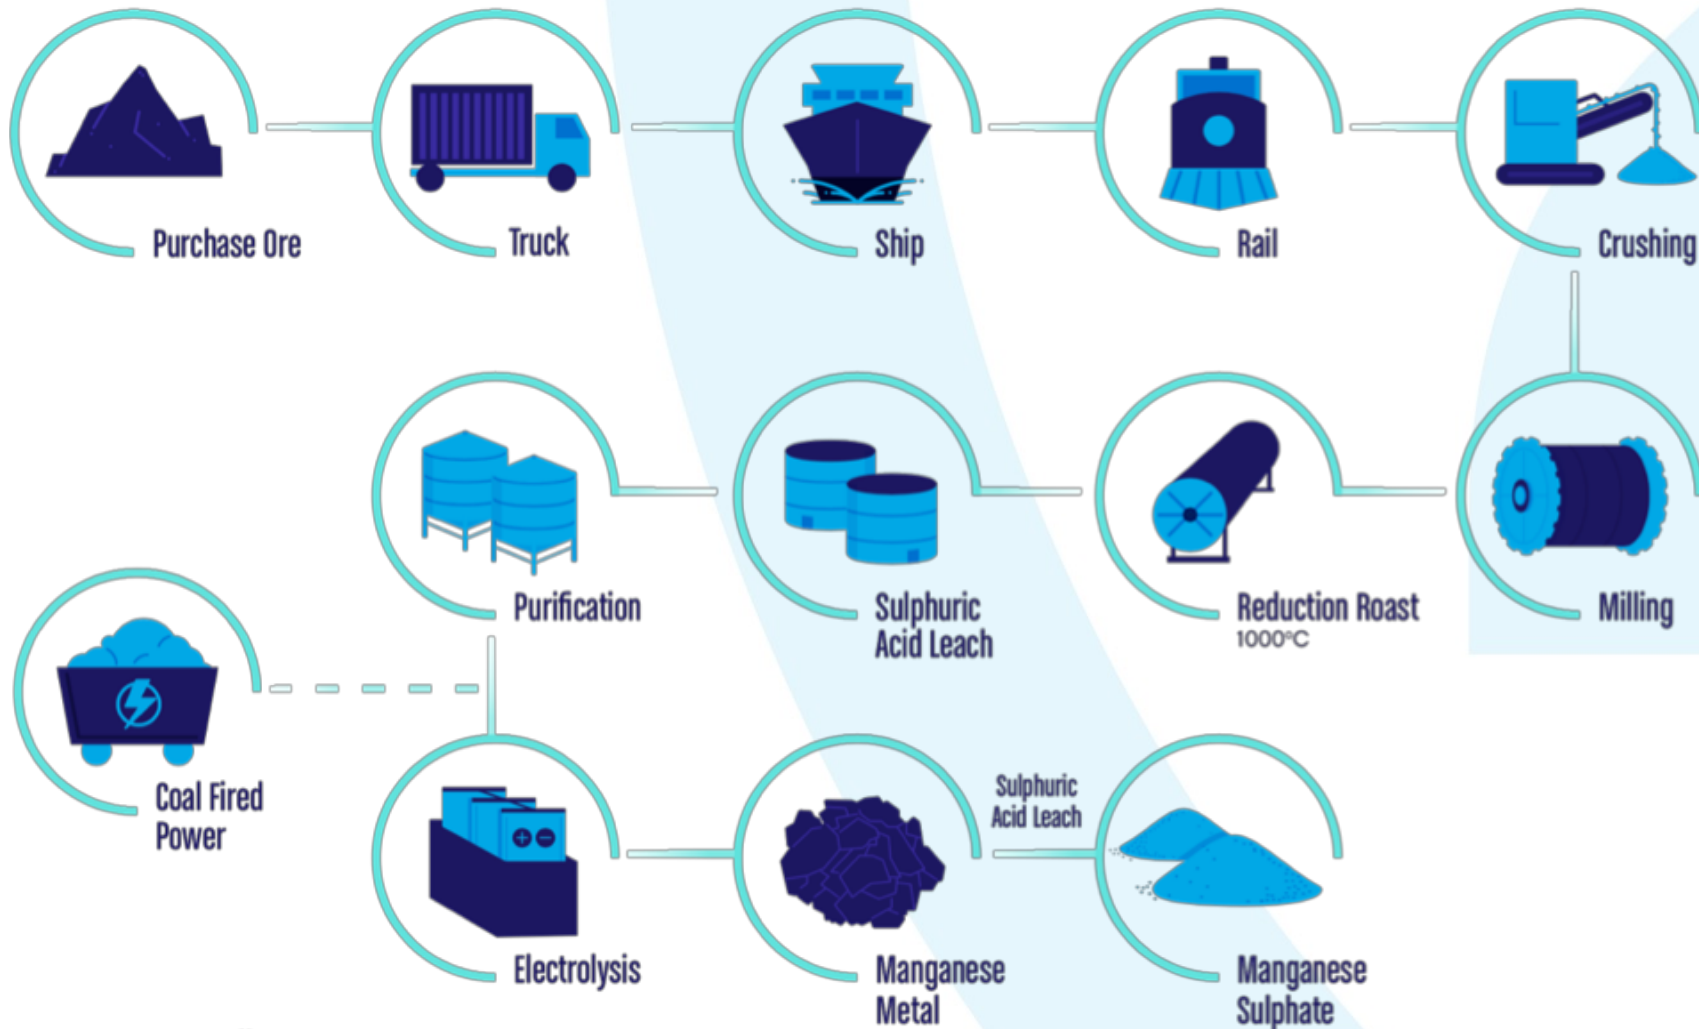 Purchase Ore
Truck
Ship
Rail
Crushing
Purification
Sulphuric
Acid Leach
Reduction Roast
1000°C
Milling
Coal Fired
Power
Electrolysis
Manganese
Metal
Sulphuric
Acid Leach
Manganese
Sulphate